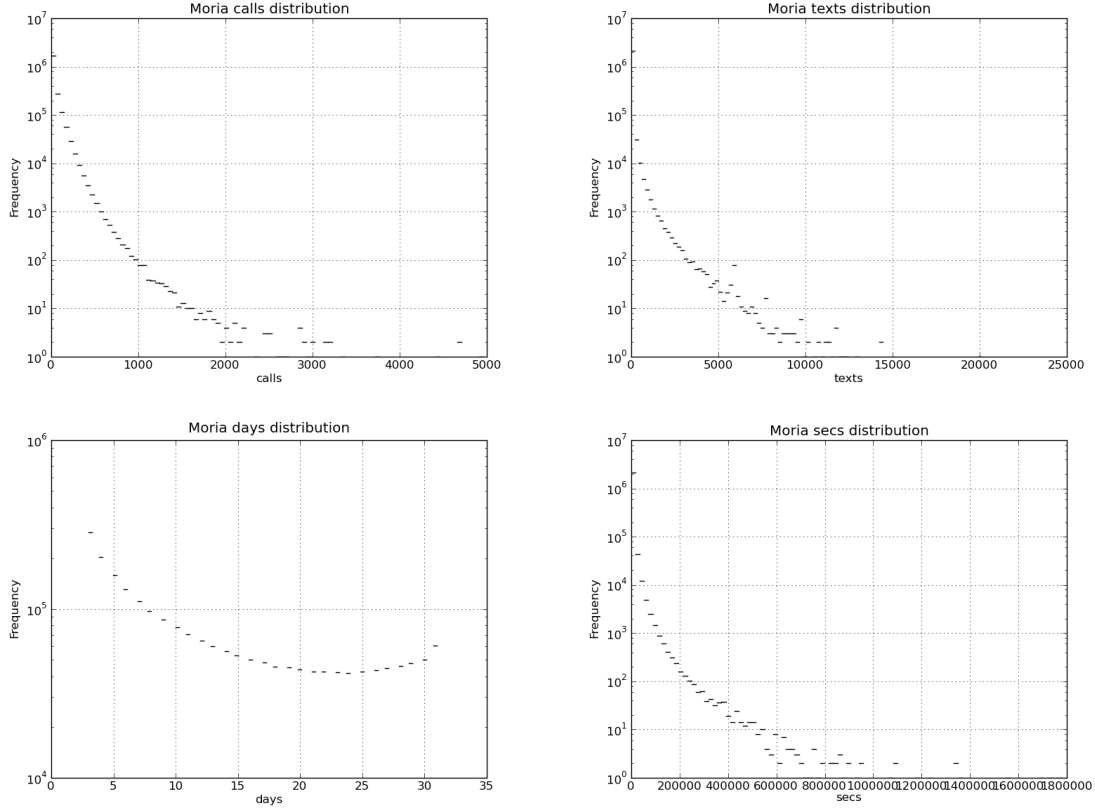 Moria calls distribution
10^7
10^6
10^5
10^4
10^3
10^2
10^1
10^0
Frequency
0 1000 2000 3000 4000 5000
calls
Moria texts distribution
10^7
10^6
10^5
10^4
10^3
10^2
10^1
10^0
Frequency
0 5000 10000 15000 20000 25000
texts
Moria days distribution
10^6
10^5
10^4
Frequency
0 5 10 15 20 25 30 35
days
Moria secs distribution
10^7
10^6
10^5
10^4
10^3
10^2
10^1
10^0
Frequency
0 200000 400000 600000 800000 1000000 1200000 1400000 1600000 1800000
secs